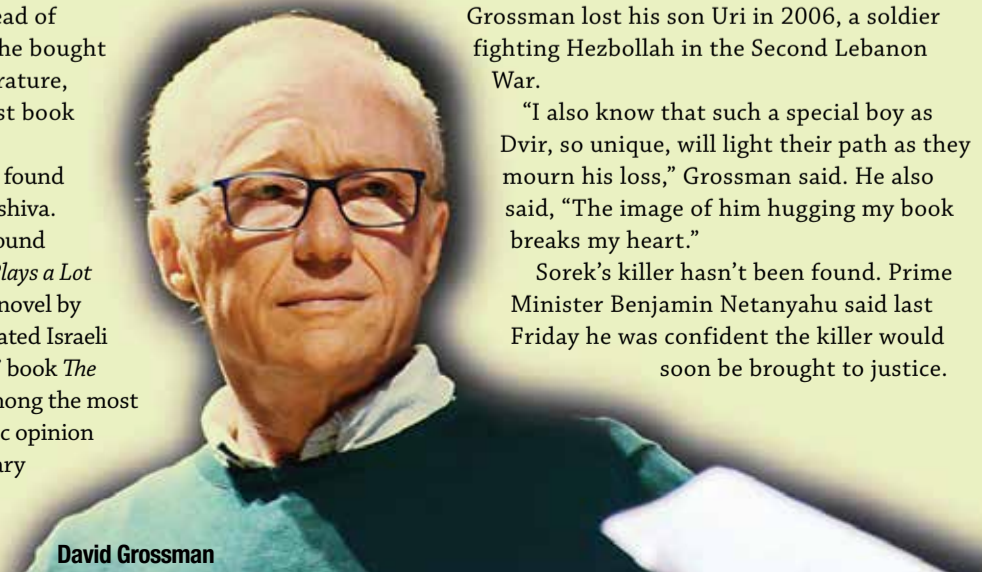 ead of
he bought
rature,
st book
found
shiva.
ound
lays a Lot
novel by
ated Israeli
book The
mong the most
c opinion
ary
Grossman lost his son Uri in 2006, a soldier
fighting Hezbollah in the Second Lebanon
War.
“I also know that such a special boy as
Dvir, so unique, will light their path as they
mourn his loss,” Grossman said. He also
said, “The image of him hugging my book
breaks my heart.”
Sorek’s killer hasn’t been found. Prime
Minister Benjamin Netanyahu said last
Friday he was confident the killer would
soon be brought to justice.
David Grossman